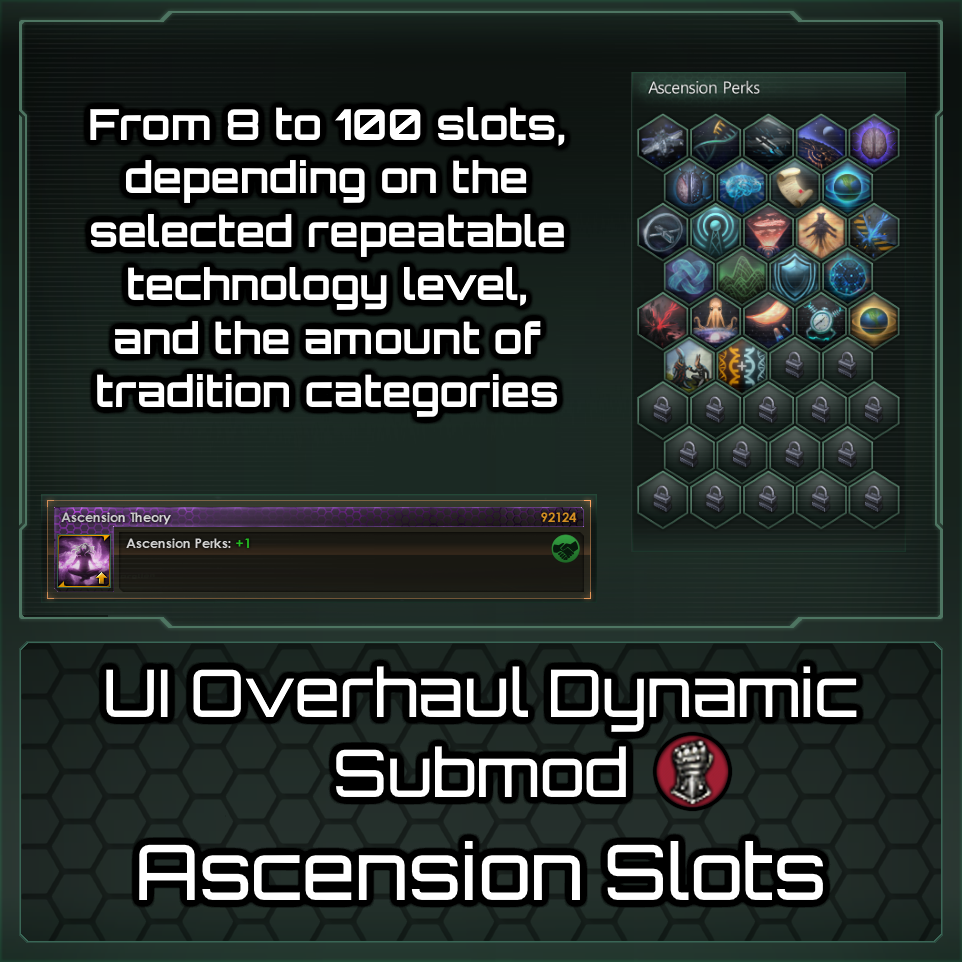 Ascension Perks
From 8 to 100 slots,
depending on the
selected repeatable
technology level,
and the amount of
tradition categories
Ascension Theory 92124
Ascension Perks: +1
UI Overhaul Dynamic
Submod
Ascension Slots